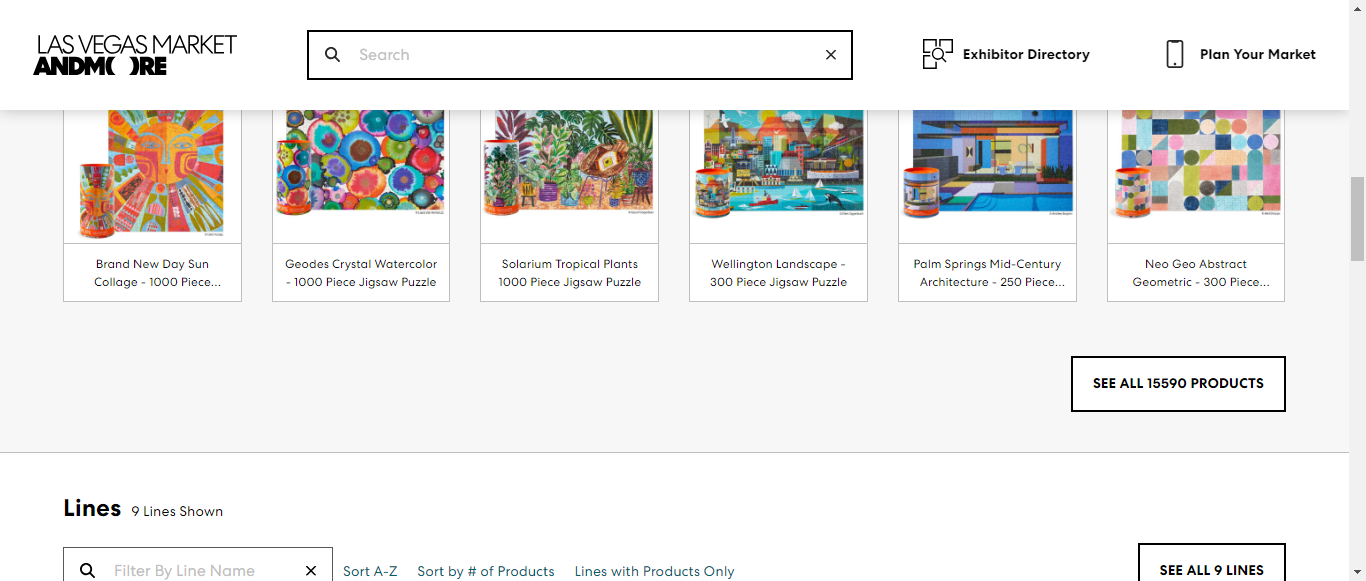 LAS VEGAS MARKET
ANDMORE
Search
Exhibitor Directory
Plan Your Market
Brand New Day Sun
Collage - 1000 Piece...
Geodes Crystal Watercolor
- 1000 Piece Jigsaw Puzzle
Solarium Tropical Plants
1000 Piece Jigsaw Puzzle
Wellington Landscape -
300 Piece Jigsaw Puzzle
Palm Springs Mid-Century
Architecture - 250 Piece...
Neo Geo Abstract
Geometric - 300 Piece...
SEE ALL 15590 PRODUCTS
Lines 9 Lines Shown
Filter By Line Name
Sort A-Z Sort by # of Products Lines with Products Only
SEE ALL 9 LINES